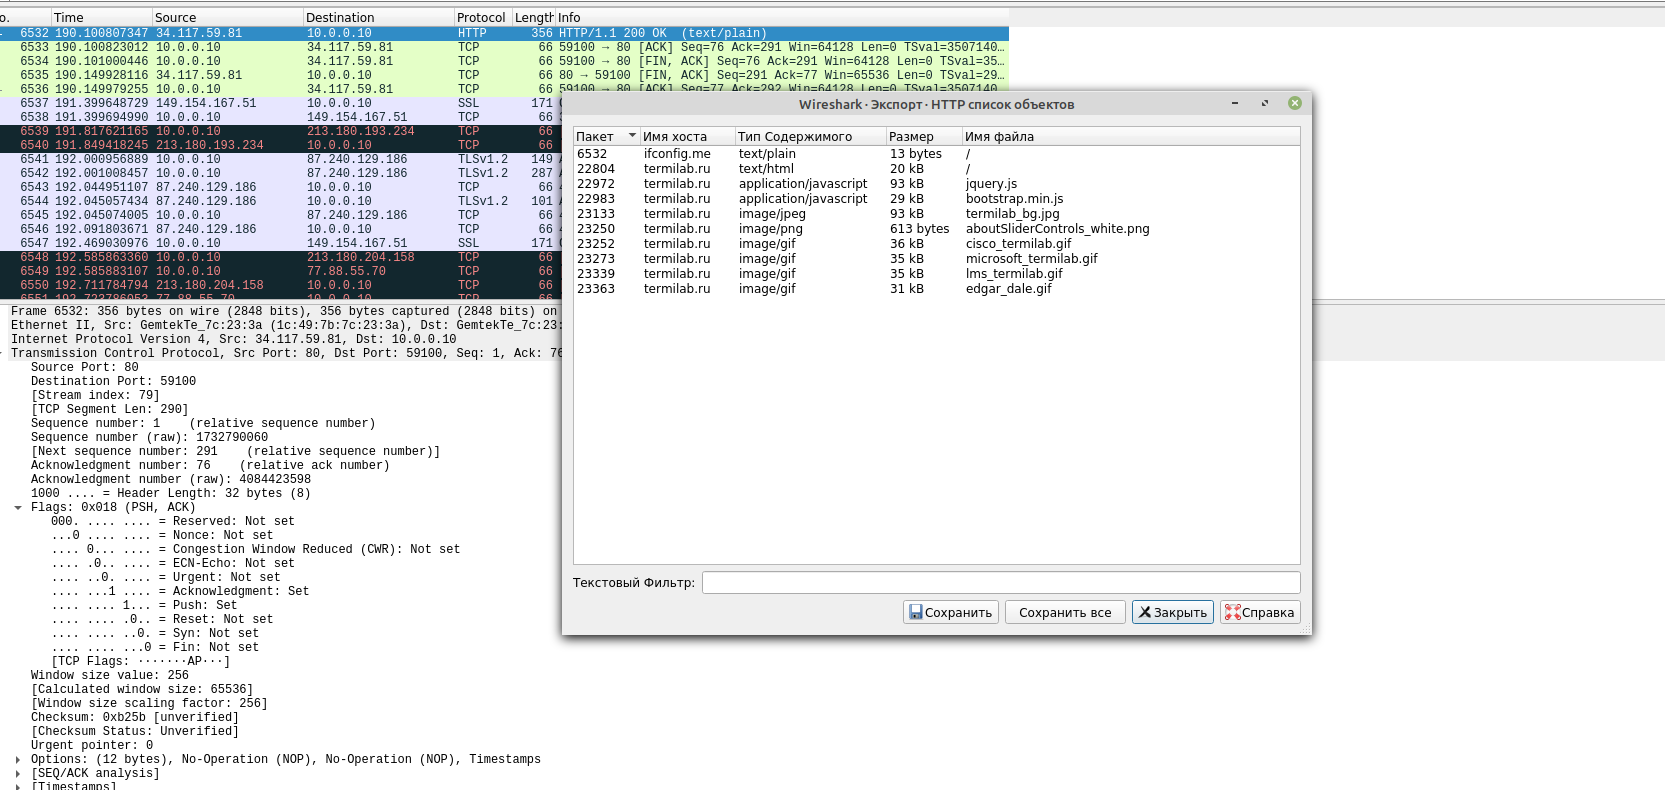 o. Time Source Destination Protocol Length Info
6532 190.100807347 34.117.59.81 10.0.0.10 HTTP 356 HTTP/1.1 200 OK (text/plain)
6533 190.100823012 10.0.0.10 34.117.59.81 TCP 66 59100 → 80 [ACK] Seq=76 Ack=291 Win=64128 Len=0 TSval=3507140…
6534 190.101000446 10.0.0.10 34.117.59.81 TCP 66 59100 → 80 [FIN, ACK] Seq=76 Ack=291 Win=64128 Len=0 TSval=35…
6535 190.149928116 34.117.59.81 10.0.0.10 TCP 66 80 → 59100 [FIN, ACK] Seq=291 Ack=77 Win=65536 Len=0 TSval=29…
6536 190.149979255 10.0.0.10 34.117.59.81 TCP 66 59100 → 80 [ACK] Seq=77 Ack=292 Win=64128 Len=0 TSval=3507140…
6537 191.399648729 149.154.167.51 10.0.0.10 SSL 171
6538 191.399694990 10.0.0.10 149.154.167.51 TCP 66
6539 191.817621165 10.0.0.10 213.180.193.234 TCP 66
6540 191.849418245 213.180.193.234 10.0.0.10 TCP 66
6541 192.000956889 10.0.0.10 87.240.129.186 TLSv1.2 149
6542 192.001008457 10.0.0.10 87.240.129.186 TLSv1.2 287
6543 192.044951107 87.240.129.186 10.0.0.10 TCP 66
6544 192.045057434 87.240.129.186 10.0.0.10 TLSv1.2 101
6545 192.045074005 10.0.0.10 87.240.129.186 TCP 66
6546 192.091803671 87.240.129.186 10.0.0.10 TCP 66
6547 192.469030976 10.0.0.10 149.154.167.51 SSL 171
6548 192.585863360 10.0.0.10 213.180.204.158 TCP 66
6549 192.585883107 10.0.0.10 77.88.55.70 TCP 66
6550 192.711784794 213.180.204.158 10.0.0.10 TCP 66
6551 192.723786053 77.88.55.70 10.0.0.10 TCP 66
Frame 6532: 356 bytes on wire (2848 bits), 356 bytes captured (2848 bits) on
Ethernet II, Src: GemtekTe_7c:23:3a (1c:49:7b:7c:23:3a), Dst: GemtekTe_7c:23:
Internet Protocol Version 4, Src: 34.117.59.81, Dst: 10.0.0.10
Transmission Control Protocol, Src Port: 80, Dst Port: 59100, Seq: 1, Ack: 76
Source Port: 80
Destination Port: 59100
[Stream index: 79]
[TCP Segment Len: 290]
Sequence number: 1 (relative sequence number)
Sequence number (raw): 1732790060
[Next sequence number: 291 (relative sequence number)]
Acknowledgment number: 76 (relative ack number)
Acknowledgment number (raw): 4084423598
1000 .... = Header Length: 32 bytes (8)
Flags: 0x018 (PSH, ACK)
000. .... .... = Reserved: Not set
...0 .... .... = Nonce: Not set
.... 0... .... = Congestion Window Reduced (CWR): Not set
.... .0.. .... = ECN-Echo: Not set
.... ..0. .... = Urgent: Not set
.... ...1 .... = Acknowledgment: Set
.... .... 1... = Push: Set
.... .... .0.. = Reset: Not set
.... .... ..0. = Syn: Not set
.... .... ...0 = Fin: Not set
[TCP Flags: ·······AP···]
Window size value: 256
[Calculated window size: 65536]
[Window size scaling factor: 256]
Checksum: 0xb25b [unverified]
[Checksum Status: Unverified]
Urgent pointer: 0
Options: (12 bytes), No-Operation (NOP), No-Operation (NOP), Timestamps
[SEQ/ACK analysis]
[Timestamps]
Wireshark · Экспорт · HTTP список объектов
Пакет Имя хоста Тип Содержимого Размер Имя файла
6532 ifconfig.me text/plain 13 bytes /
22804 termilab.ru text/html 20 kB /
22972 termilab.ru application/javascript 93 kB jquery.js
22983 termilab.ru application/javascript 29 kB bootstrap.min.js
23133 termilab.ru image/jpeg 93 kB termilab_bg.jpg
23250 termilab.ru image/png 613 bytes aboutSliderControls_white.png
23252 termilab.ru image/gif 36 kB cisco_termilab.gif
23273 termilab.ru image/gif 35 kB microsoft_termilab.gif
23339 termilab.ru image/gif 35 kB lms_termilab.gif
23363 termilab.ru image/gif 31 kB edgar_dale.gif
Текстовый Фильтр:
Сохранить Сохранить все Закрыть Справка